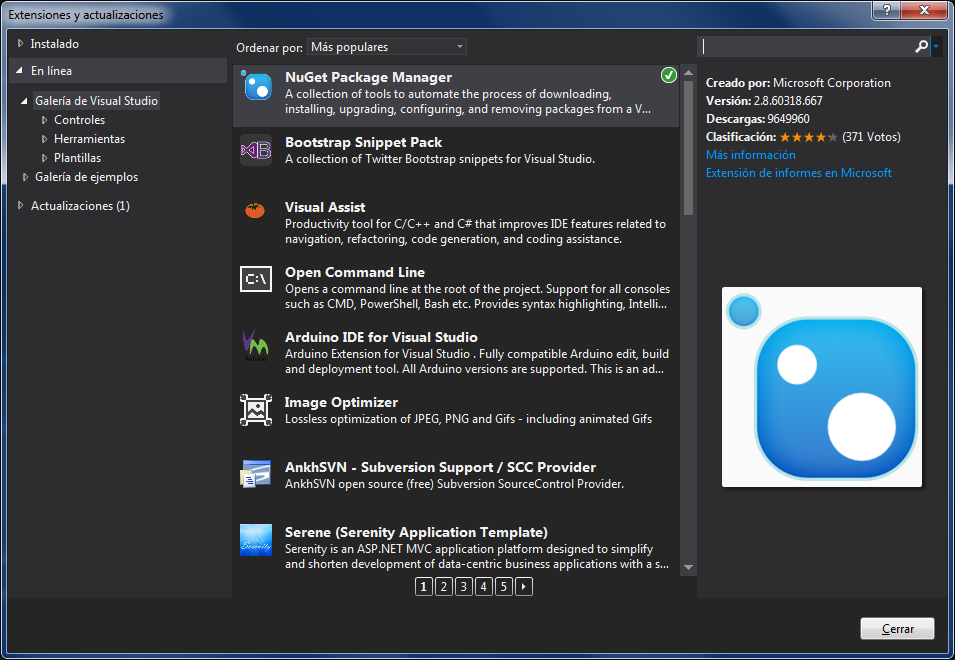 Extensiones y actualizaciones
?
Instalado
En línea
Galería de Visual Studio
Controles
Herramientas
Plantillas
Galería de ejemplos
Actualizaciones (1)
Ordenar por: Más populares
NuGet Package Manager
A collection of tools to automate the process of downloading,
installing, upgrading, configuring, and removing packages from a V...
Bootstrap Snippet Pack
A collection of Twitter Bootstrap snippets for Visual Studio.
Visual Assist
Productivity tool for C/C++ and C# that improves IDE features related to
navigation, refactoring, code generation, and coding assistance.
C:\
Open Command Line
Opens a command line at the root of the project. Support for all consoles
such as CMD, PowerShell, Bash etc. Provides syntax highlighting, Intelli...
Arduino IDE for Visual Studio
Arduino Extension for Visual Studio . Fully compatible Arduino edit, build
and deployment tool. All Arduino versions are supported. This is an ad...
Image Optimizer
Lossless optimization of JPEG, PNG and Gifs - including animated Gifs
AnkhSVN - Subversion Support / SCC Provider
AnkhSVN open source (free) Subversion SourceControl Provider.
Serenity
Serene (Serenity Application Template)
Serenity is an ASP.NET MVC application platform designed to simplify
and shorten development of data-centric business applications with a s...
1 2 3 4 5
Creado por: Microsoft Corporation
Versión: 2.8.60318.667
Descargas: 9649960
Clasificación: ★★★★★ (371 Votos)
Más información
Extensión de informes en Microsoft
Cerrar